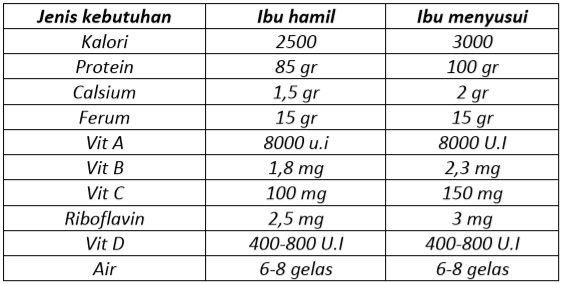 Jenis kebutuhan Ibu hamil Ibu menyusui
Kalori 2500 3000
Protein 85 gr 100 gr
Calsium 1,5 gr 2 gr
Ferum 15 gr 15 gr
Vit A 8000 u.i 8000 U.I
Vit B 1,8 mg 2,3 mg
Vit C 100 mg 150 mg
Riboflavin 2,5 mg 3 mg
Vit D 400-800 U.I 400-800 U.I
Air 6-8 gelas 6-8 gelas